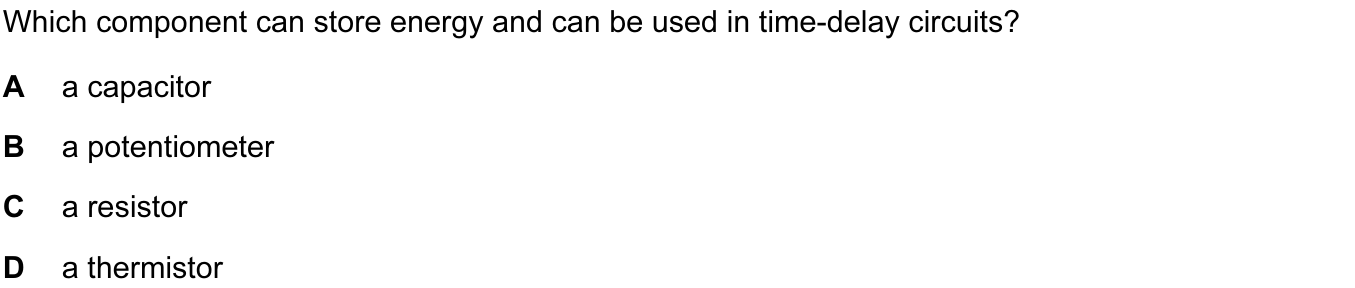 Which component can store energy and can be used in time-delay circuits?
A a capacitor
B a potentiometer
C a resistor
D a thermistor